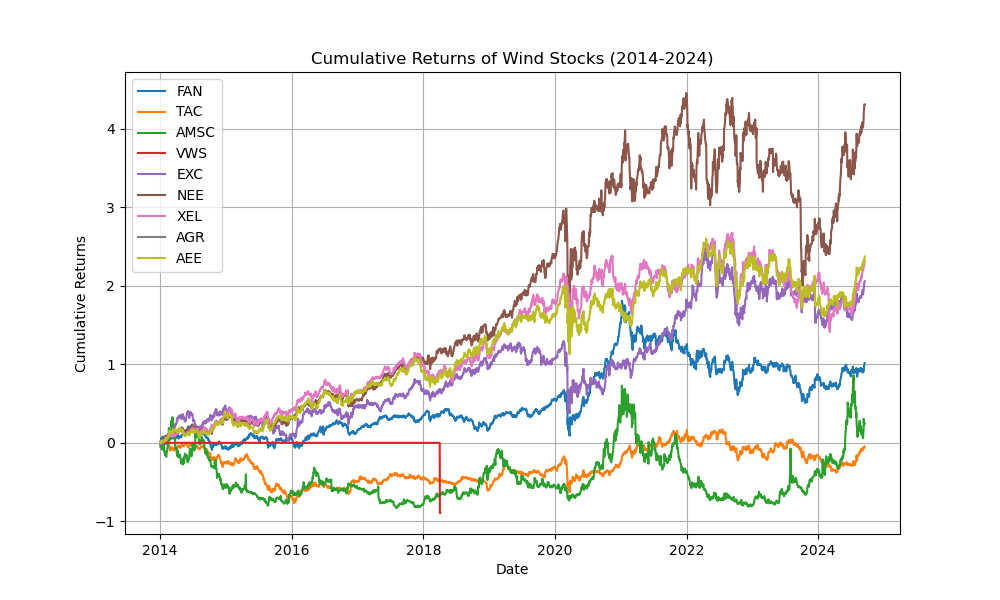 Cumulative Returns of Wind Stocks (2014-2024)
FAN
TAC
AMSC
VWS
EXC
NEE
XEL
AGR
AEE
Cumulative Returns
4
3
2
1
0
−1
2014 2016 2018 2020 2022 2024
Date